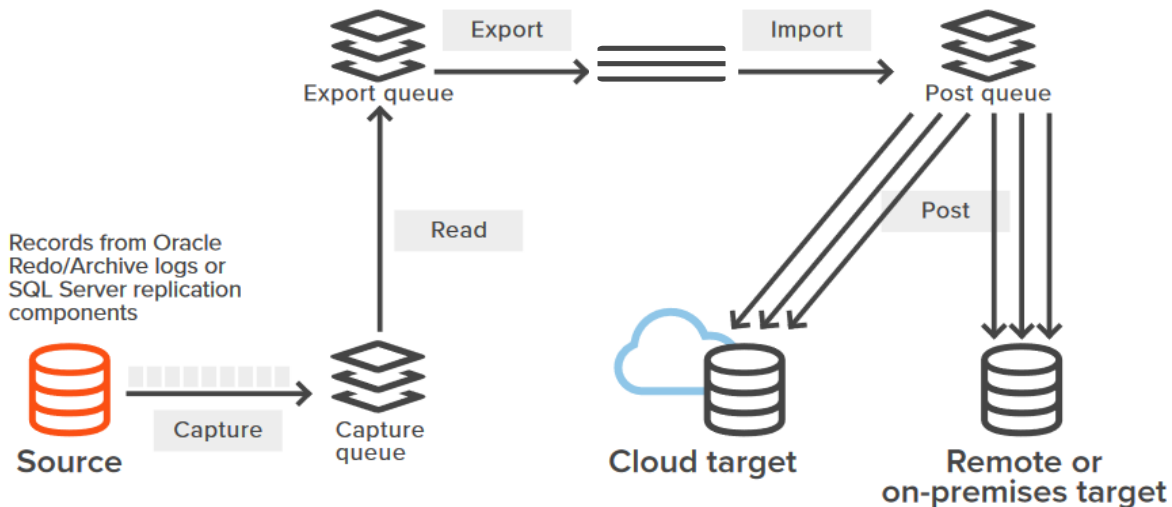 Export
Import
Export queue
Post queue
Read
Post
Records from Oracle
Redo/Archive logs or
SQL Server replication
components
Capture
Capture
queue
Source
Cloud target
Remote or
on-premises target